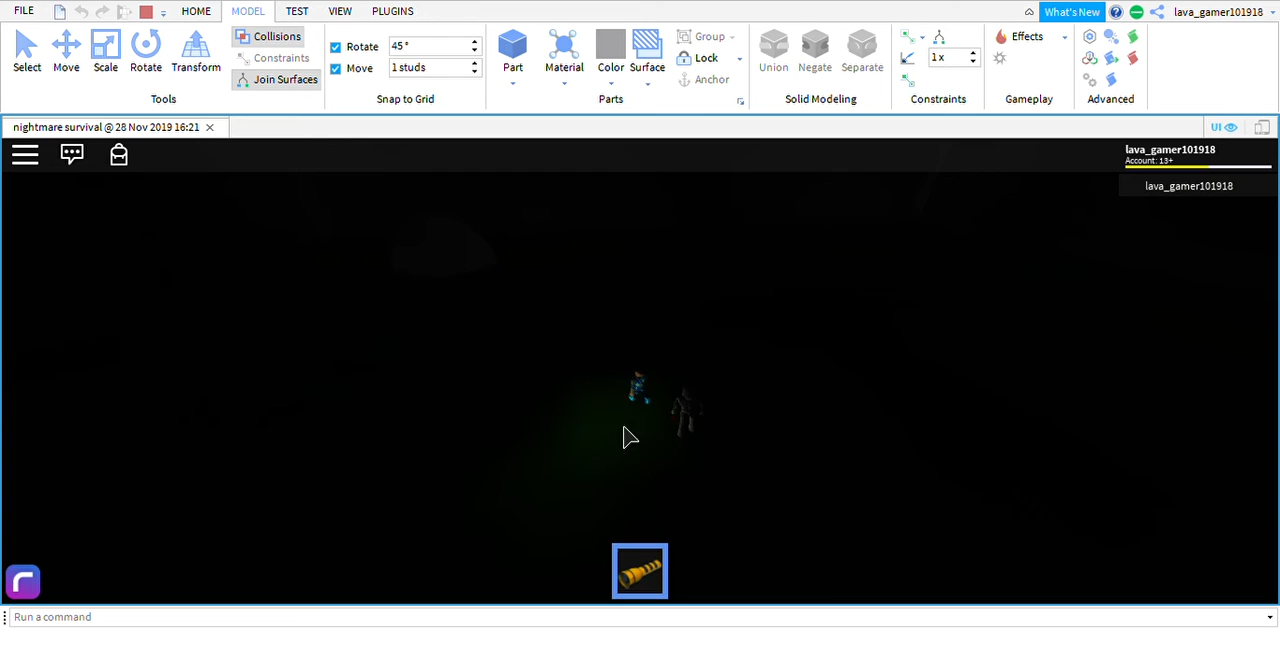 FILE HOME MODEL TEST VIEW PLUGINS What's New lava_gamer101918
Select Move Scale Rotate Transform
Collisions
Constraints
Join Surfaces
Tools
Rotate 45°
Move 1 studs
Snap to Grid
Part Material Color Surface
Group
Lock
Anchor
Parts
Union Negate Separate
Solid Modeling
1 x
Constraints
Effects
Gameplay
Advanced
nightmare survival @ 28 Nov 2019 16:21
UI
lava_gamer101918
Account: 13+
lava_gamer101918
Run a command